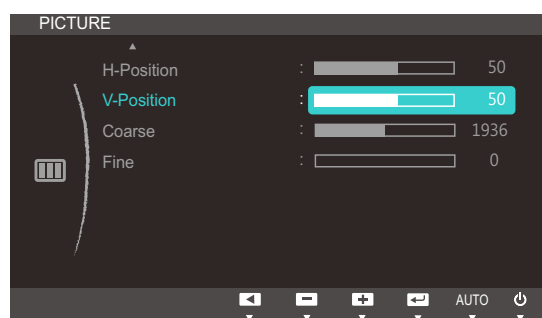 PICTURE
H-Position : 50
V-Position : 50
Coarse : 1936
Fine : 0
AUTO